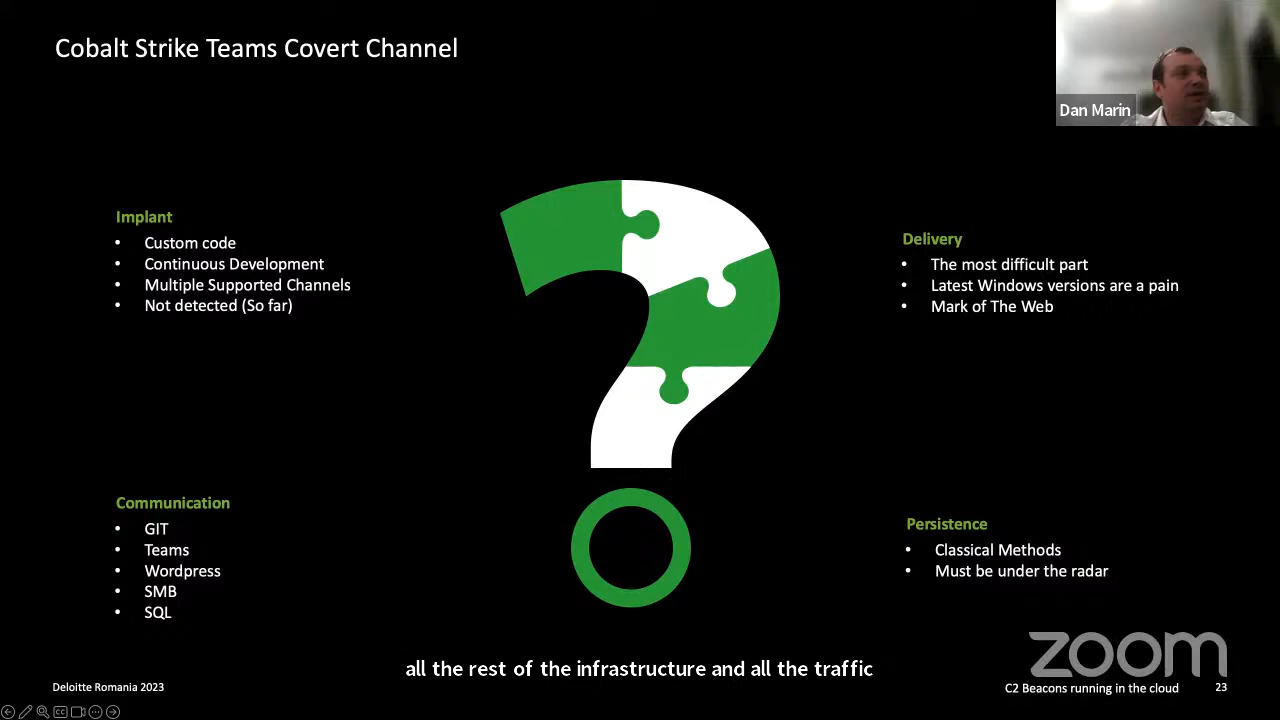 Cobalt Strike Teams Covert Channel
Dan Marin
Implant
• Custom code
• Continuous Development
• Multiple Supported Channels
• Not detected (So far)
Delivery
• The most difficult part
• Latest Windows versions are a pain
• Mark of The Web
Communication
• GIT
• Teams
• Wordpress
• SMB
• SQL
Persistence
• Classical Methods
• Must be under the radar
zoom
all the rest of the infrastructure and all the traffic
Deloitte Romania 2023
C2 Beacons running in the cloud 23
CC